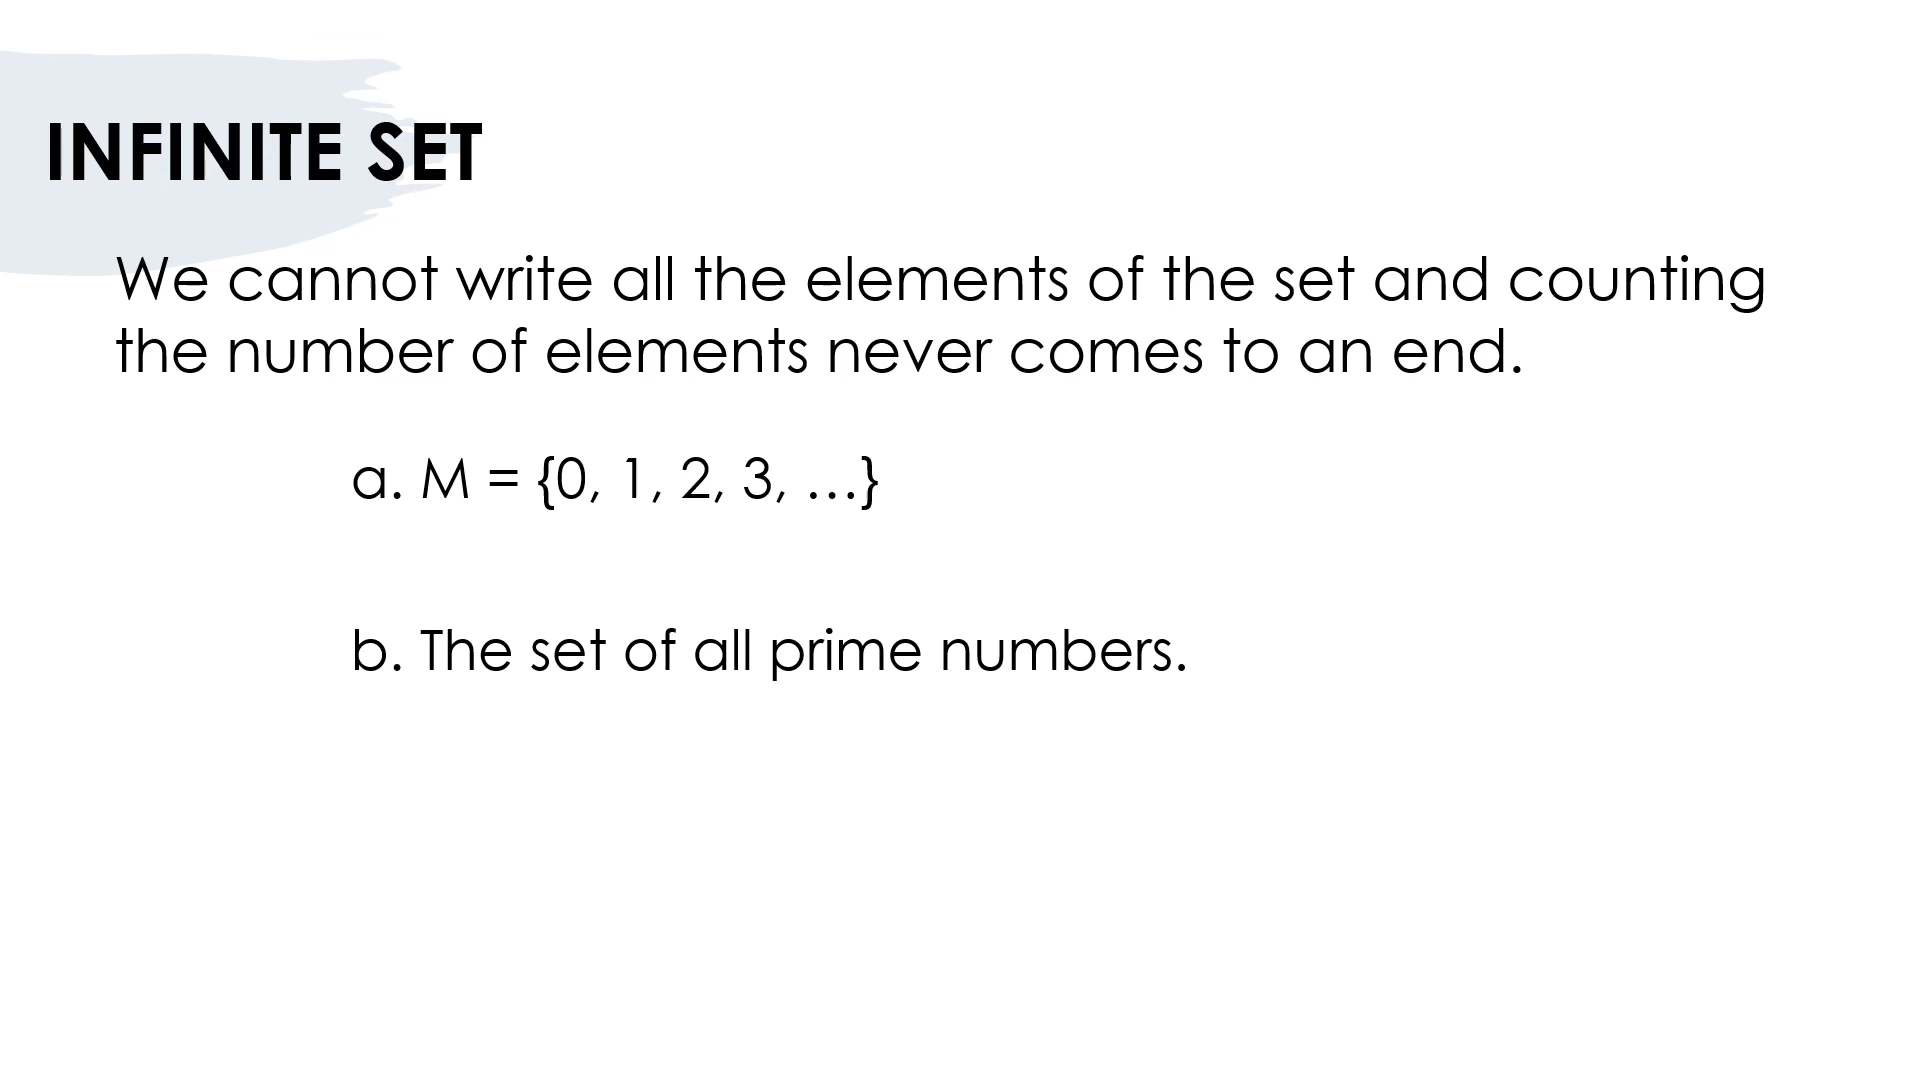 INFINITE SET
We cannot write all the elements of the set and counting
the number of elements never comes to an end.
a. M = {0, 1, 2, 3, …}
b. The set of all prime numbers.